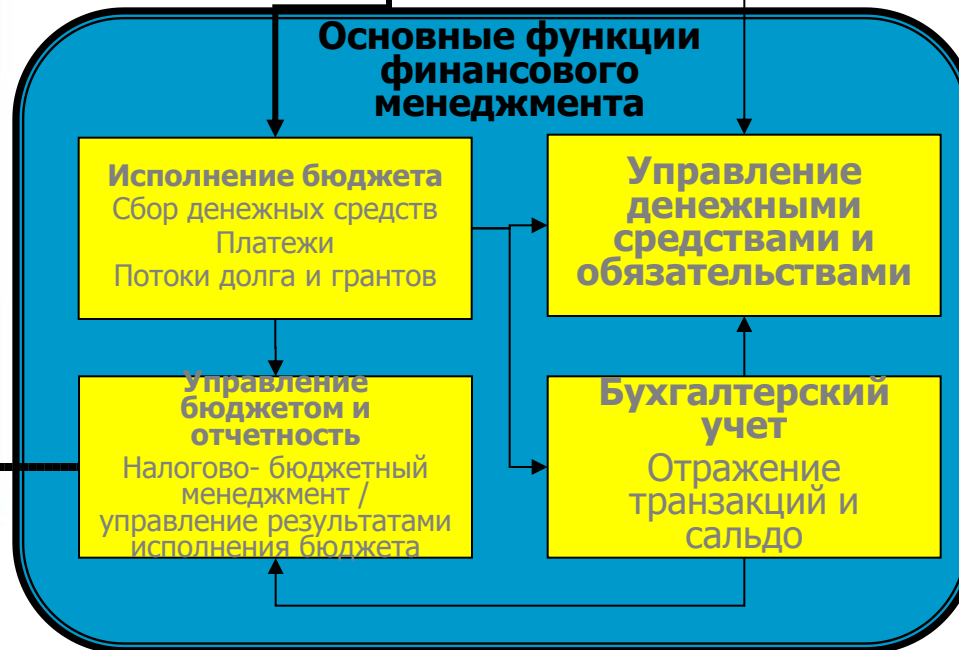 Основные функции
финансового
менеджмента
Исполнение бюджета
Сбор денежных средств
Платежи
Потоки долга и грантов
Управление
денежными
средствами и
обязательствами
Управление
бюджетом и
отчетность
Налогово- бюджетный
менеджмент /
управление результатами
исполнения бюджета
Бухгалтерский
учет
Отражение
транзакций и
сальдо